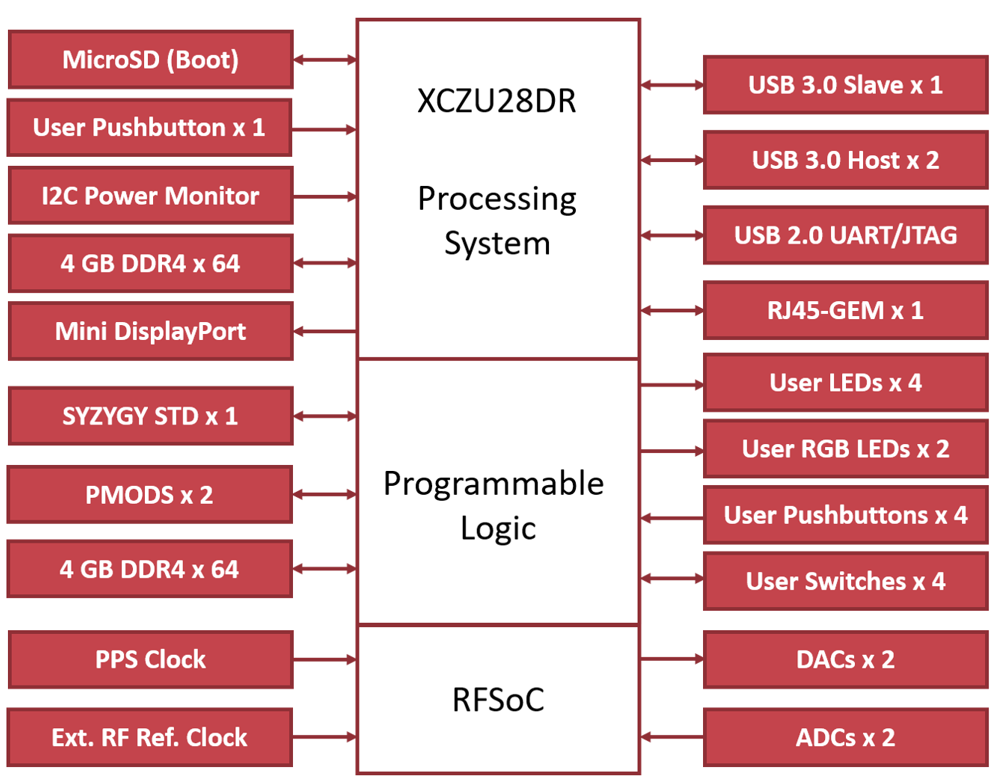 MicroSD (Boot)
User Pushbutton x 1
I2C Power Monitor
4 GB DDR4 x 64
Mini DisplayPort
SYZYGY STD x 1
PMODS x 2
4 GB DDR4 x 64
PPS Clock
Ext. RF Ref. Clock
XCZU28DR
Processing
System
Programmable
Logic
RFSoC
USB 3.0 Slave x 1
USB 3.0 Host x 2
USB 2.0 UART/JTAG
RJ45-GEM x 1
User LEDs x 4
User RGB LEDs x 2
User Pushbuttons x 4
User Switches x 4
DACs x 2
ADCs x 2